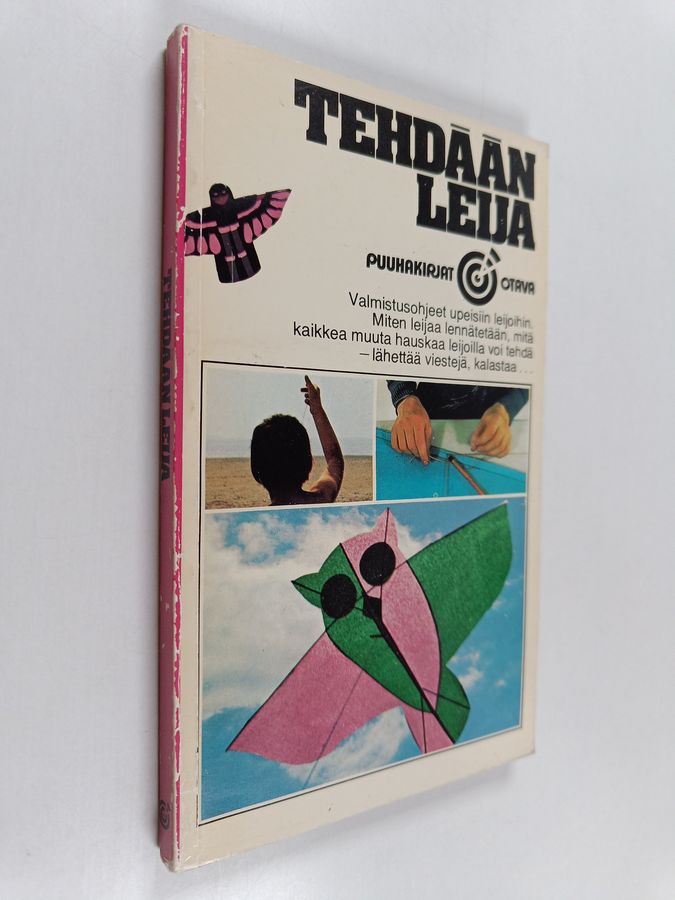 TEHDÄÄN
LEIJA
PUUHAKIRJAT OTAVA
Valmistusohjeet upeisiin leijoihin.
Miten leijaa lennätetään, mitä
kaikkea muuta hauskaa leijoilla voi tehdä
– lähettää viestejä, kalastaa...
TEHDÄÄN LEIJA